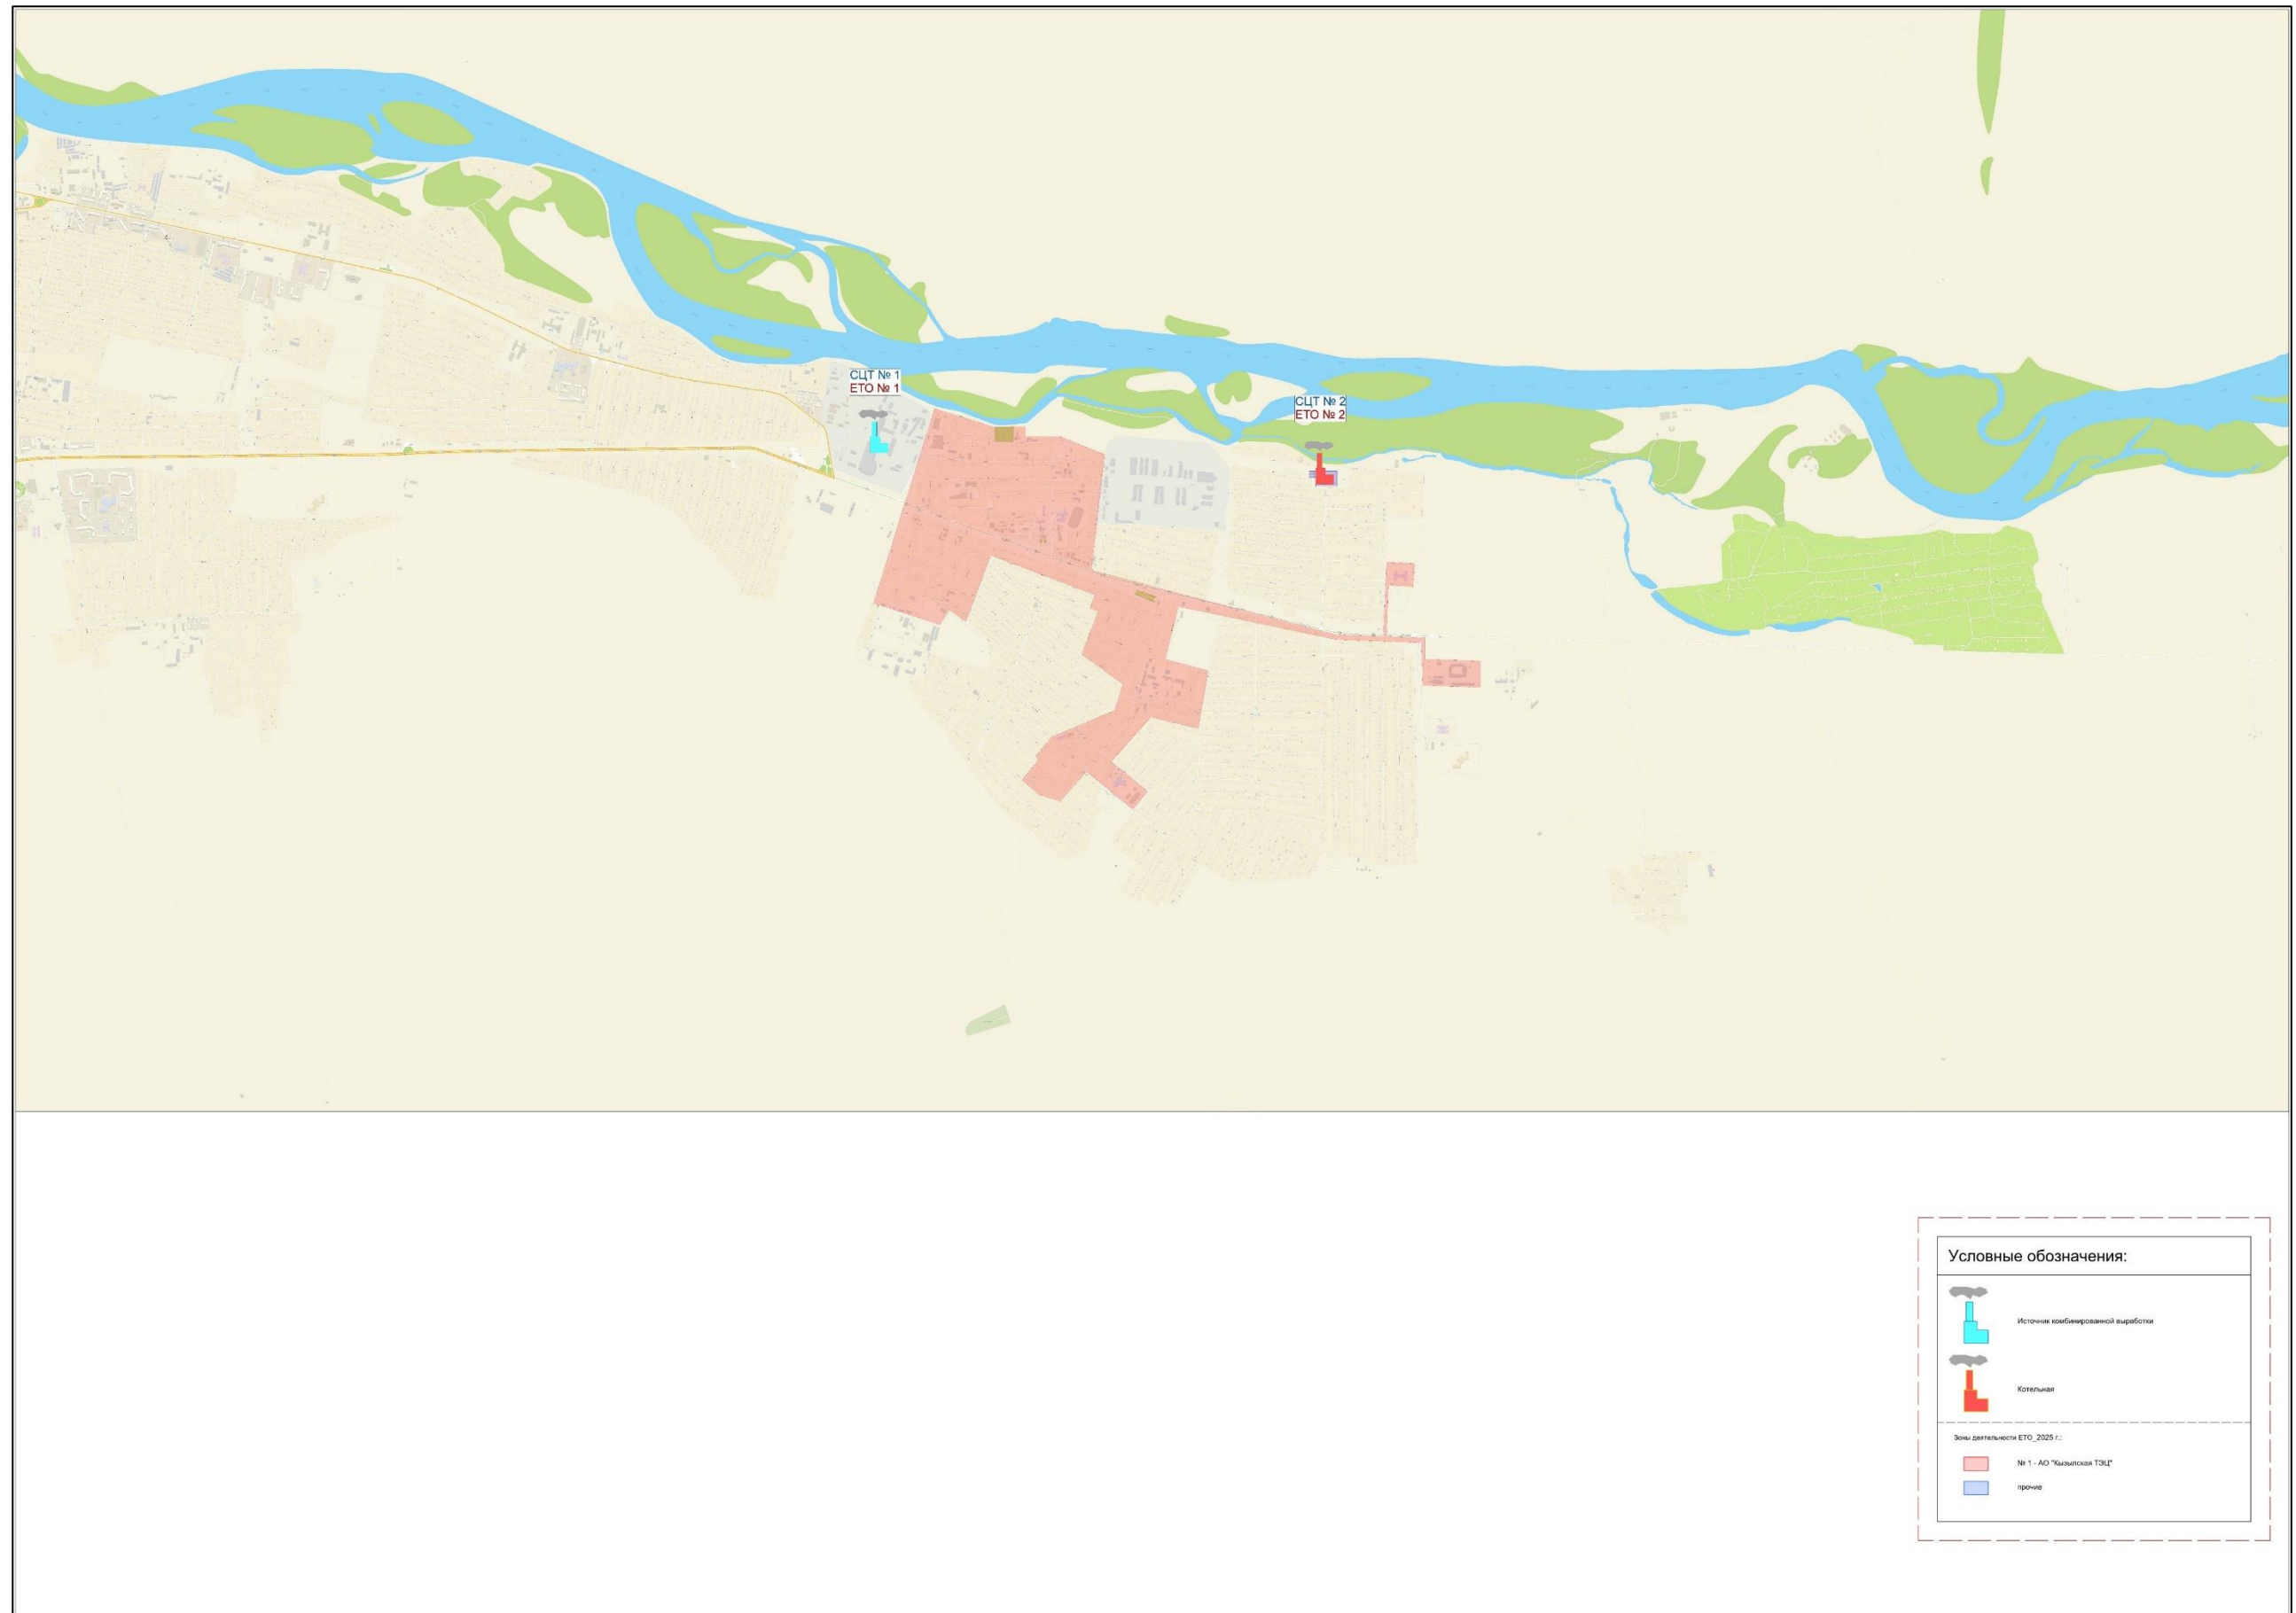 СЦТ № 1
ЕТО № 1
СЦТ № 2
ЕТО № 2
Условные обозначения:
Источник комбинированной выработки
Котельная
Зоны деятельности ЕТО_2025 г.:
№ 1 - АО "Кызылская ТЭЦ"
прочие